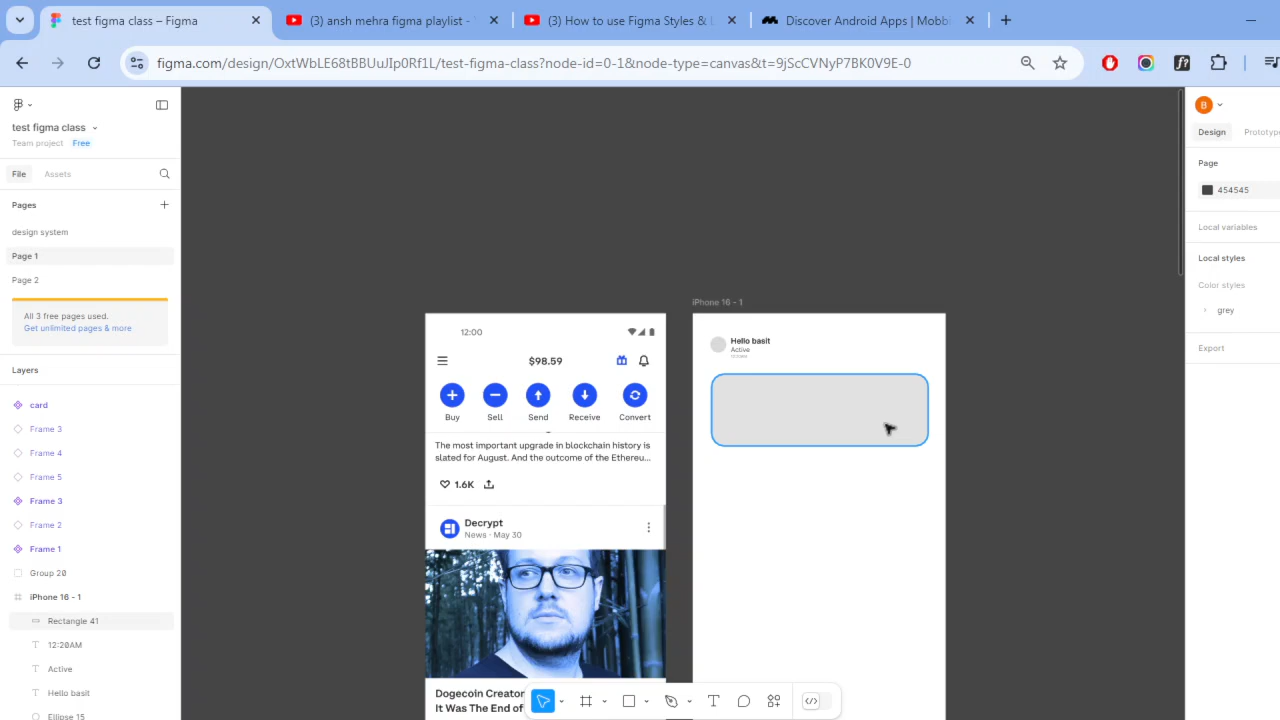 test figma class – Figma
(3) ansh mehra figma playlist -
(3) How to use Figma Styles & L
Discover Android Apps | Mobbi
figma.com/design/OxtWbLE68tBBUuJIp0Rf1L/test-figma-class?node-id=0-1&node-type=canvas&t=9jScCVNyP7BK0V9E-0
test figma class
Team project Free
File Assets
Pages
design system
Page 1
Page 2
All 3 free pages used.
Get unlimited pages & more
Layers
card
Frame 3
Frame 4
Frame 5
Frame 3
Frame 2
Frame 1
Group 20
iPhone 16 - 1
Rectangle 41
12:20AM
Active
Hello basit
Ellipse 15
12:00
$98.59
Buy Sell Send Receive Convert
The most important upgrade in blockchain history is
slated for August. And the outcome of the Ethereu...
1.6K
Decrypt
News · May 30
Dogecoin Creator
It Was The End of
iPhone 16 - 1
Hello basit
Active
B
Design Prototype
Page
454545
Local variables
Local styles
Color styles
grey
Export